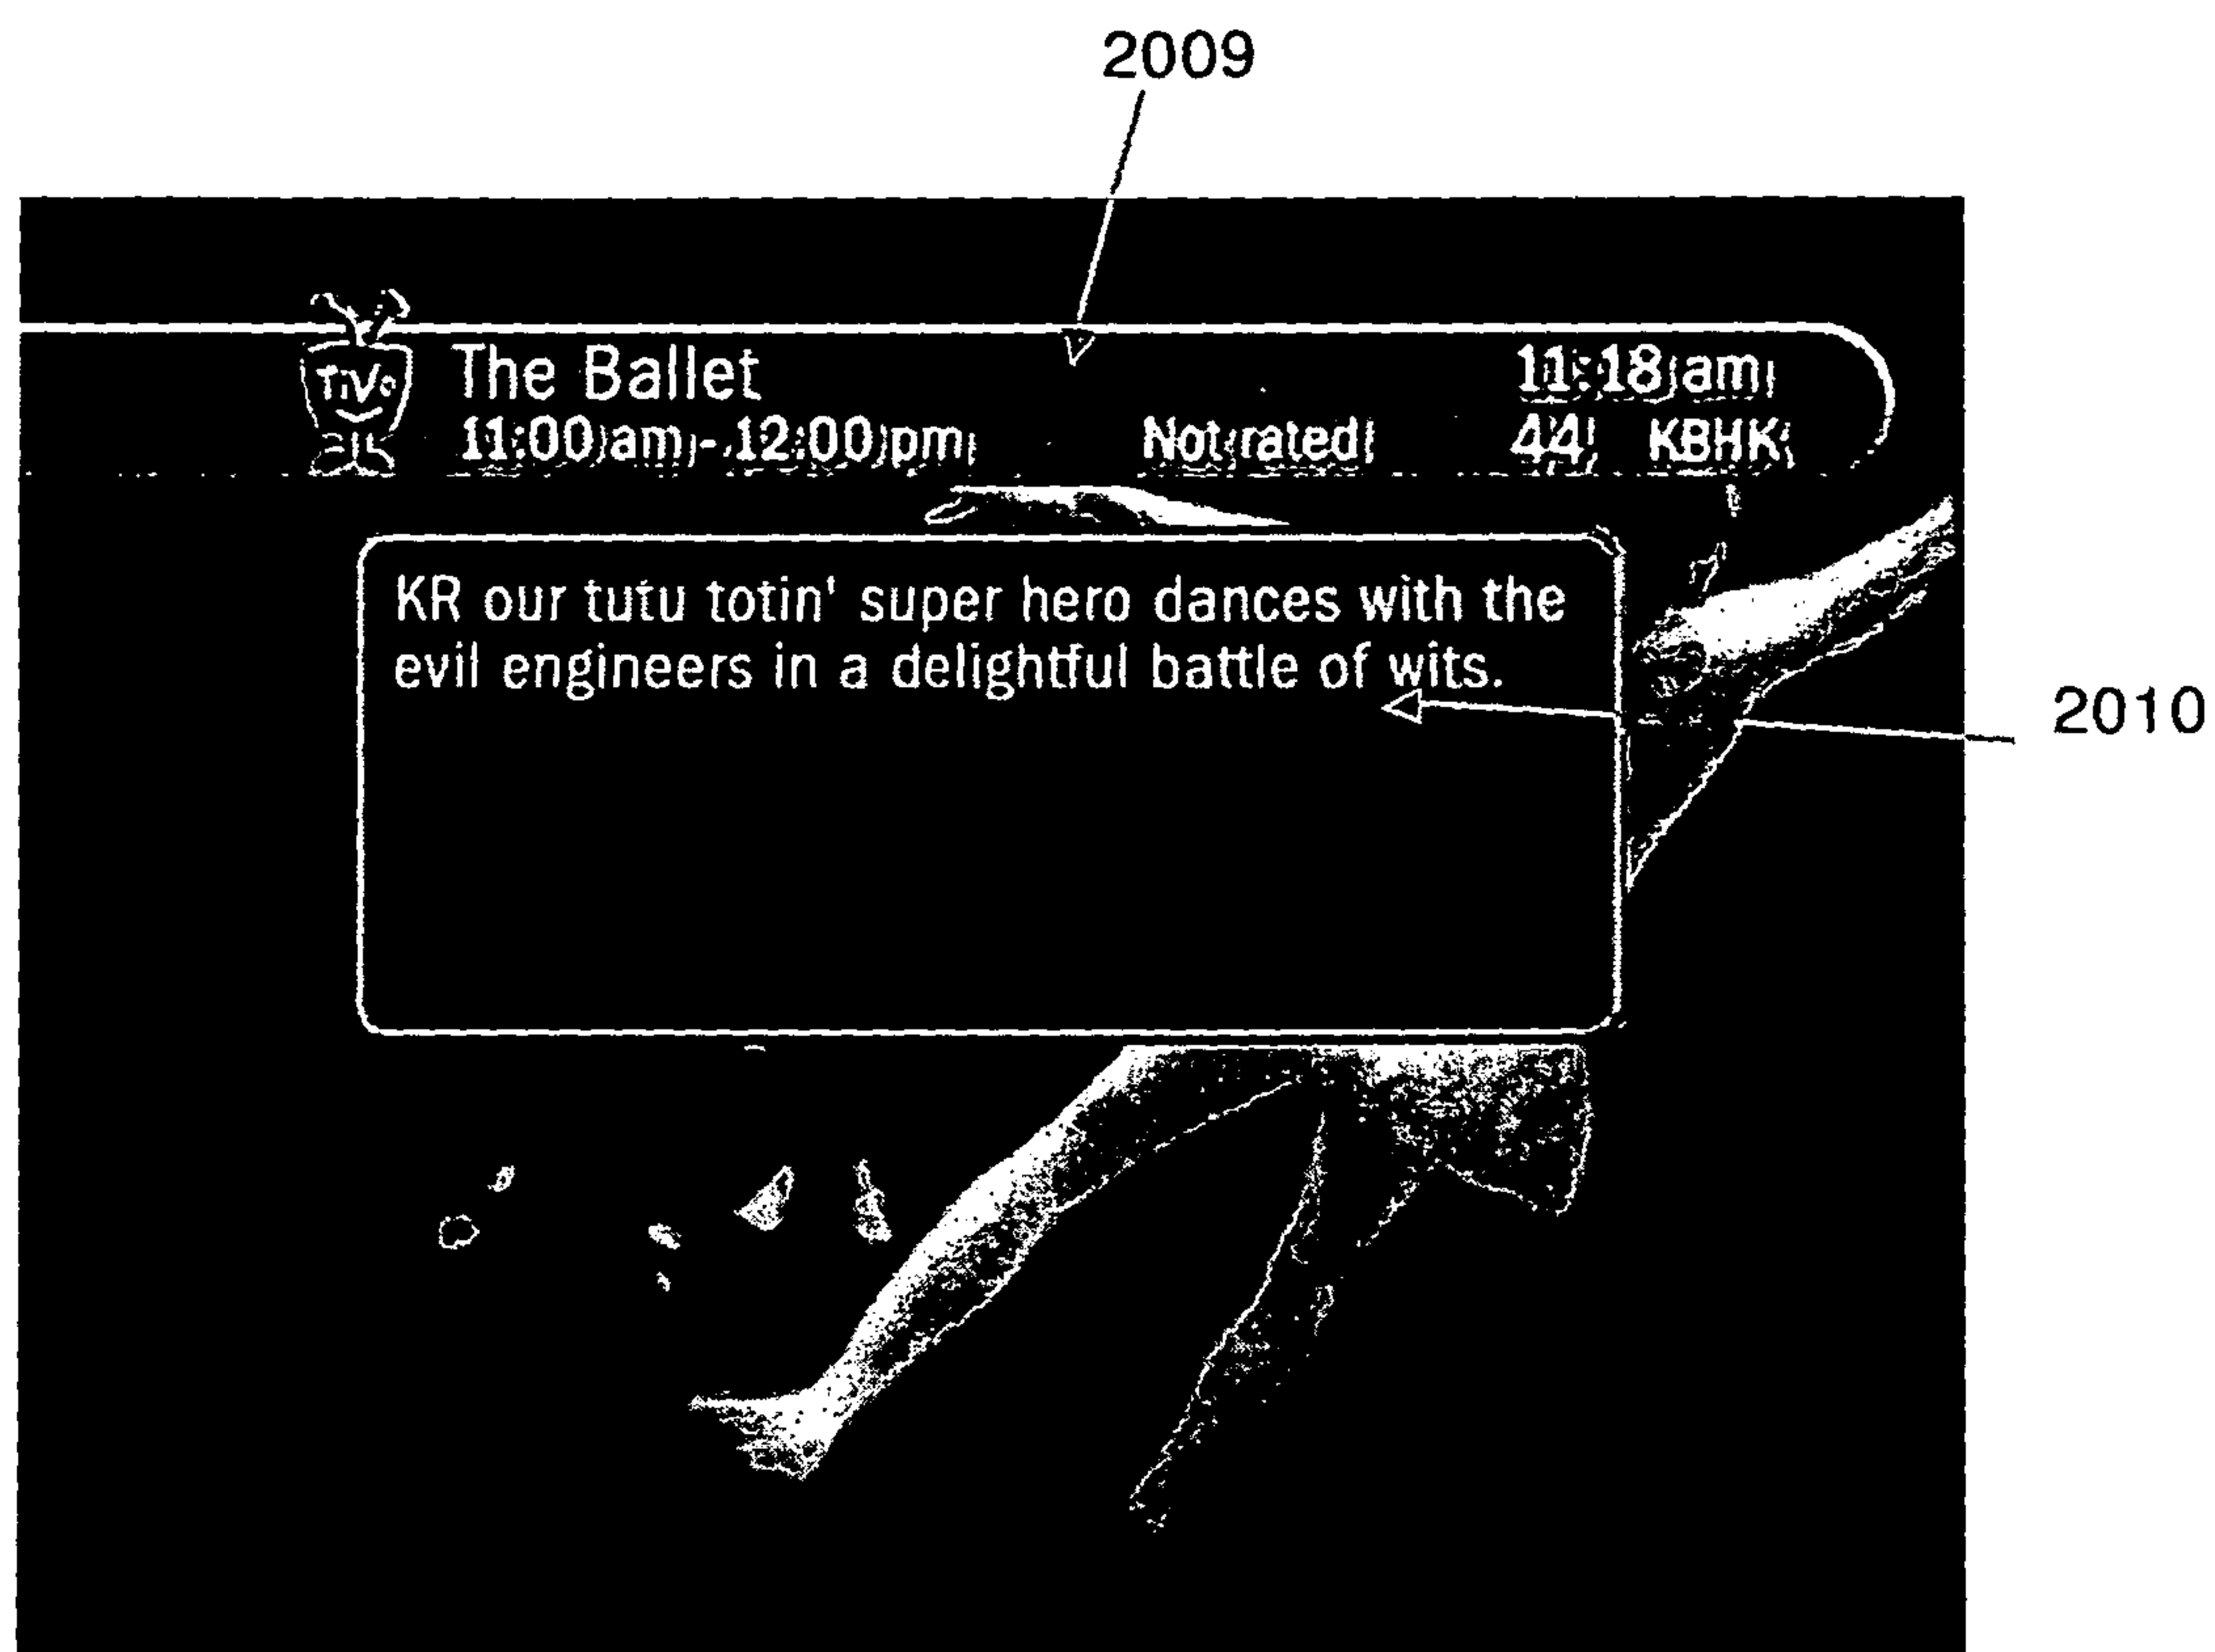 2009
The Ballet 11:18 am
TiVo
11:00 am - 12:00 pm Not rated 44 KBHK
KR our tutu totin' super hero dances with the
evil engineers in a delightful battle of wits.
2010